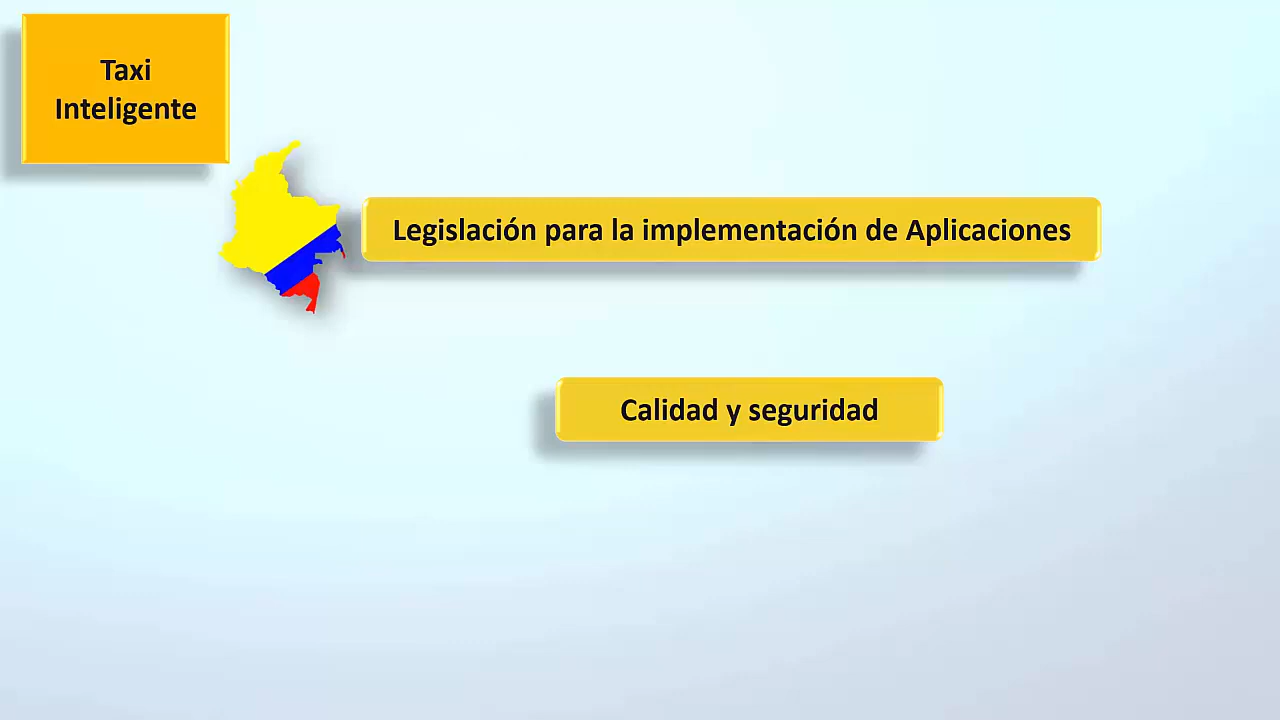 Taxi
Inteligente
Legislación para la implementación de Aplicaciones
Calidad y seguridad